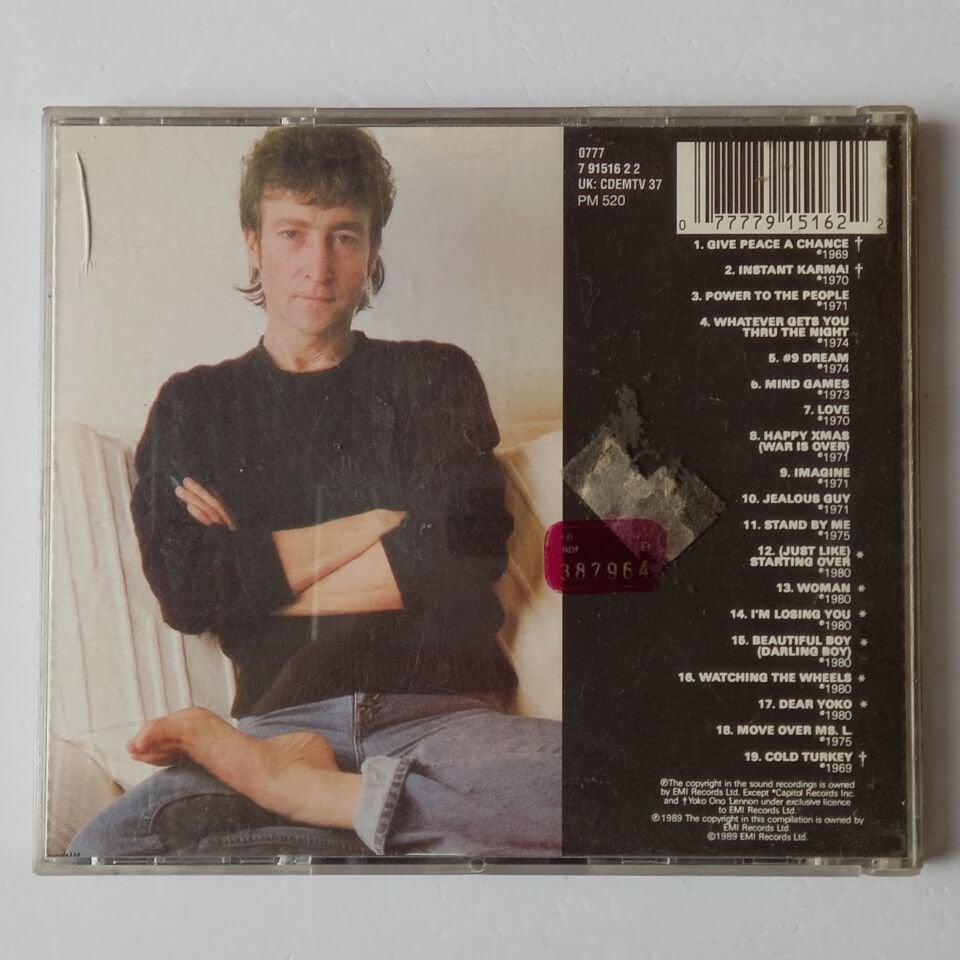 0777
7 91516 2 2
UK: CDEMTV 37
PM 520
0 77779 15162 2
1. GIVE PEACE A CHANCE †
℗1969
2. INSTANT KARMA! †
℗1970
3. POWER TO THE PEOPLE
℗1971
4. WHATEVER GETS YOU
THRU THE NIGHT
℗1974
5. #9 DREAM
℗1974
6. MIND GAMES
℗1973
7. LOVE
℗1970
8. HAPPY XMAS
(WAR IS OVER)
℗1971
9. IMAGINE
℗1971
10. JEALOUS GUY
℗1971
11. STAND BY ME
℗1975
12. (JUST LIKE) *
STARTING OVER
℗1980
13. WOMAN *
℗1980
14. I'M LOSING YOU *
℗1980
15. BEAUTIFUL BOY *
(DARLING BOY)
℗1980
16. WATCHING THE WHEELS *
℗1980
17. DEAR YOKO *
℗1980
18. MOVE OVER MS. L.
℗1975
19. COLD TURKEY †
℗1969
387964
℗The copyright in the sound recordings is owned
by EMI Records Ltd. Except *Capitol Records Inc.
and †Yoko Ono Lennon under exclusive licence
to EMI Records Ltd.
℗1989 The copyright in this compilation is owned by
EMI Records Ltd.
©1989 EMI Records Ltd.